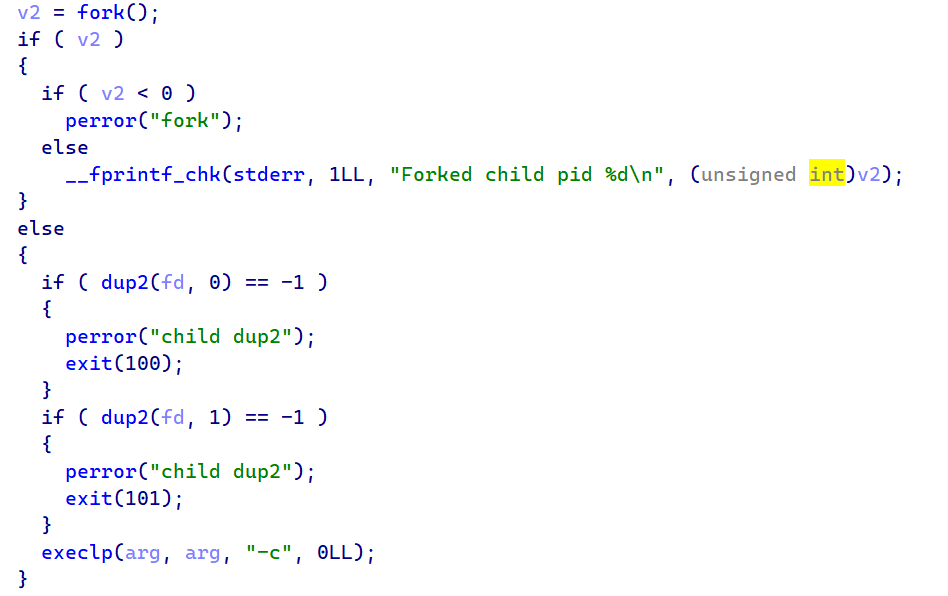 v2 = fork();
if ( v2 )
{
  if ( v2 < 0 )
    perror("fork");
  else
    __fprintf_chk(stderr, 1LL, "Forked child pid %d\n", (unsigned int)v2);
}
else
{
  if ( dup2(fd, 0) == -1 )
  {
    perror("child dup2");
    exit(100);
  }
  if ( dup2(fd, 1) == -1 )
  {
    perror("child dup2");
    exit(101);
  }
  execlp(arg, arg, "-c", 0LL);
}